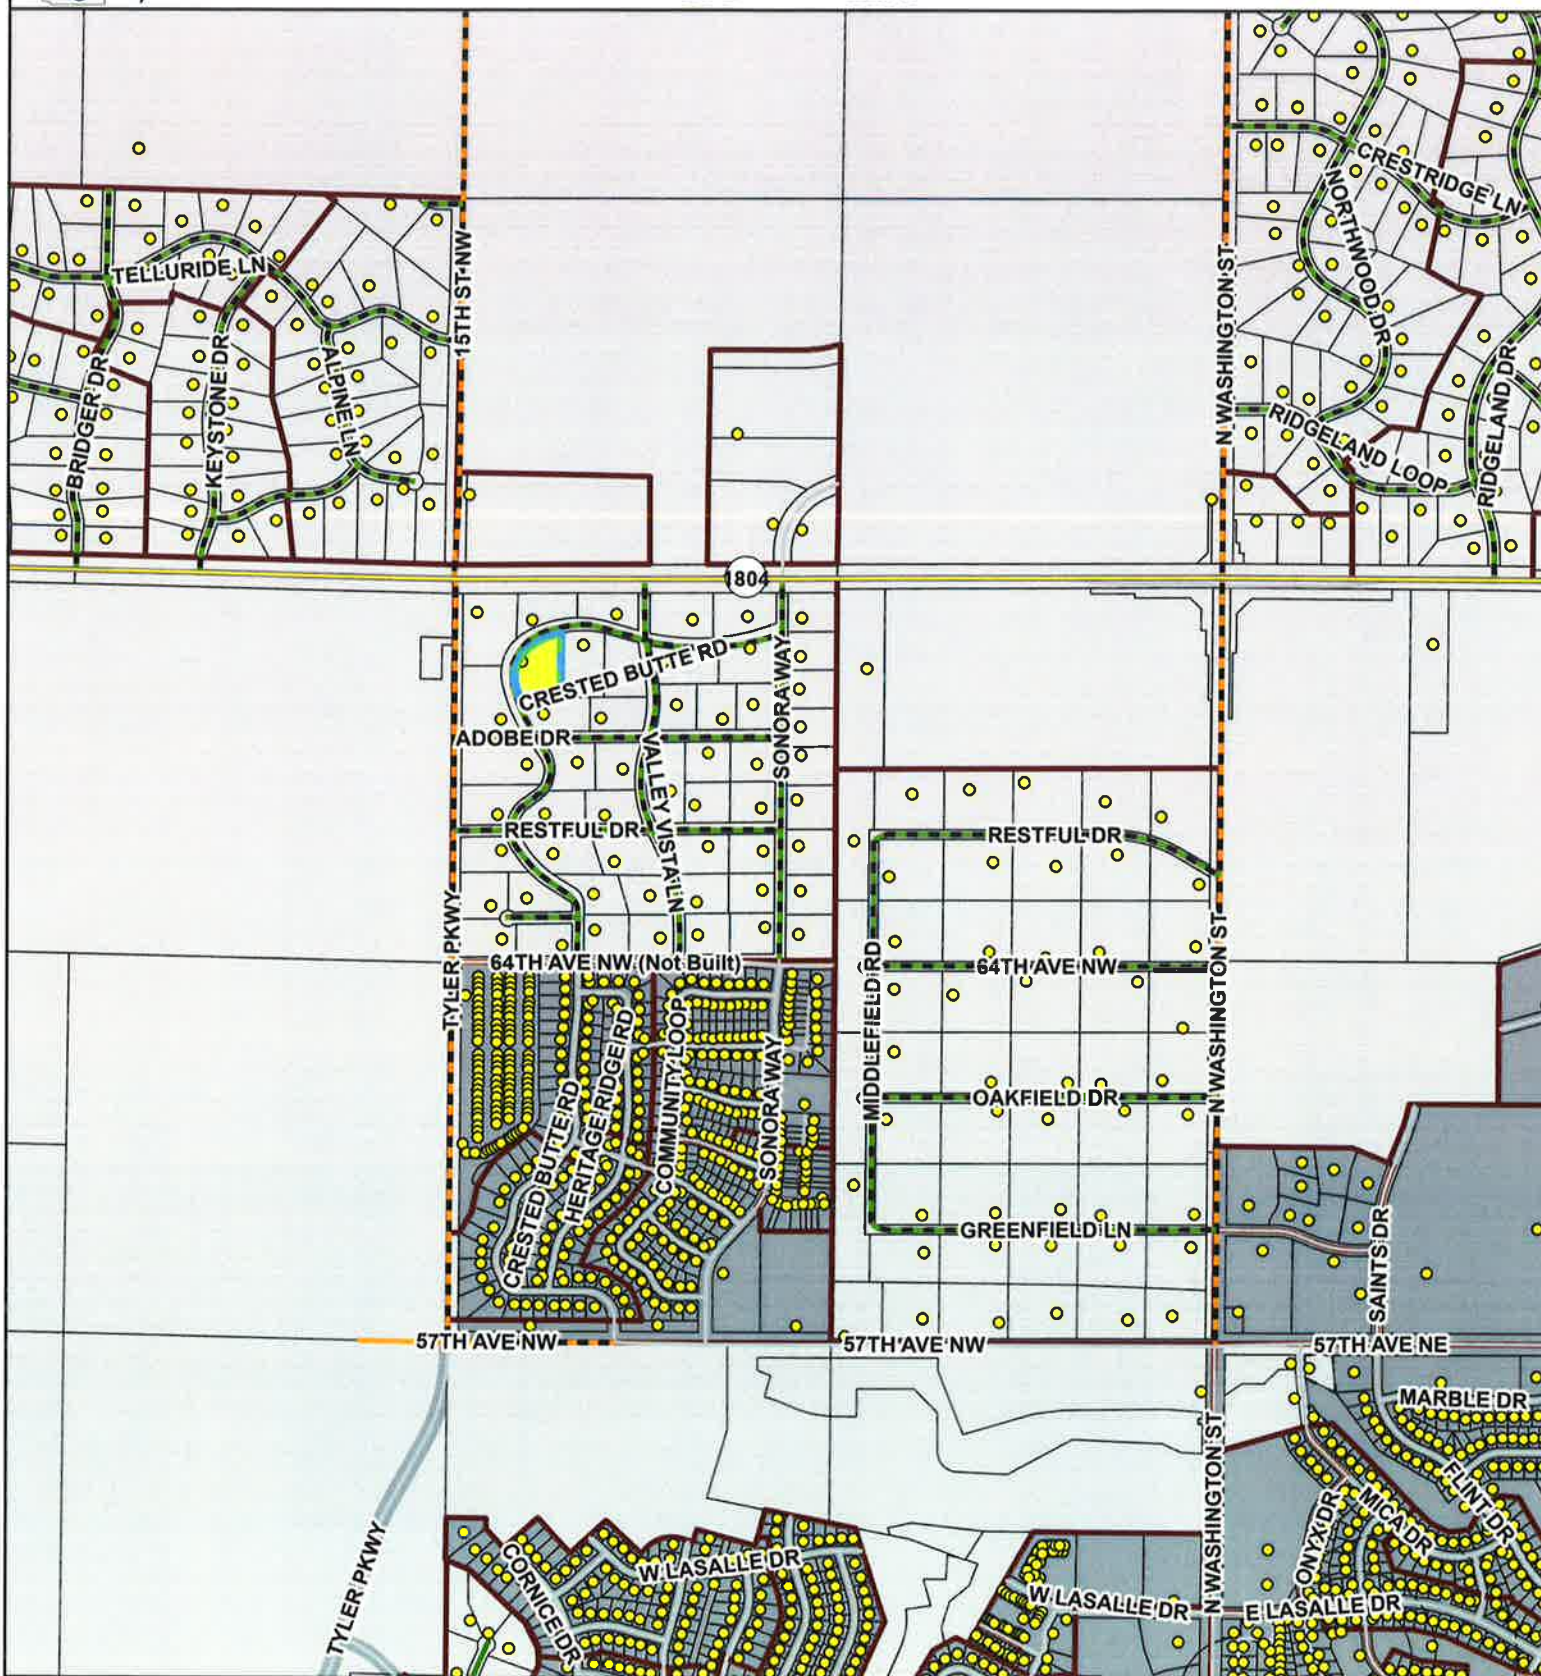 CRESTRIDGE LN
NORTHWOOD DR
TELLURIDE LN
15TH ST NW
N WASHINGTON ST
BRIDGER DR
KEYSTONE DR
ALPINE LN
RIDGELAND DR
RIDGELAND LOOP
1804
CRESTED BUTTE RD
SONORA WAY
ADOBE DR
VALLEY VISTA LN
RESTFUL DR
RESTFUL DR
TYLER PKWY
64TH AVE NW (Not Built)
MIDDLEFIELD RD
64TH AVE NW
N WASHINGTON ST
CRESTED BUTTE RD
HERITAGE RIDGE RD
COMMUNITY LOOP
SONORA WAY
OAKFIELD DR
GREENFIELD LN
SAINTS DR
57TH AVE NW
57TH AVE NW
57TH AVE NE
MARBLE DR
N WASHINGTON ST
FLINT DR
MICA DR
ONYX DR
TYLER PKWY
CORNICE DR
W LASALLE DR
W LASALLE DR
E LASALLE DR